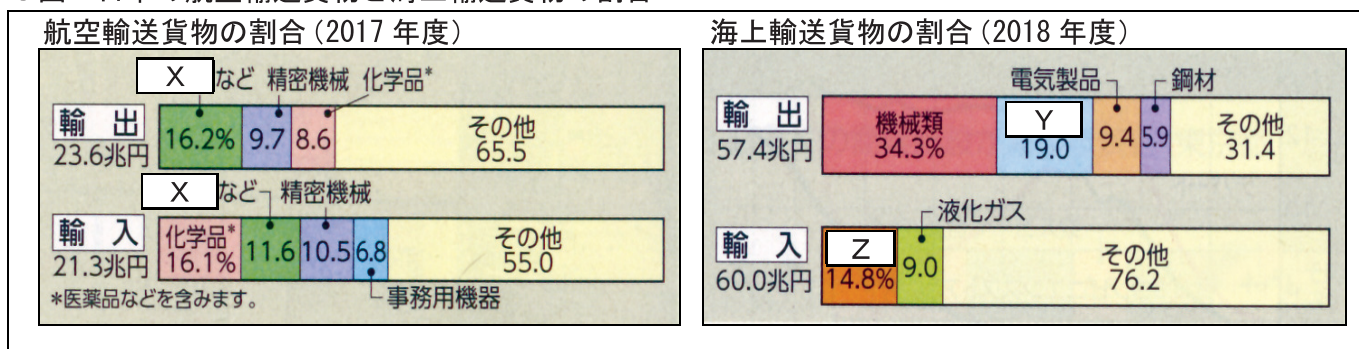 航空輸送貨物の割合(2017 年度)
X など 精密機械 化学品*
輸出
23.6兆円
16.2% 9.7 8.6 その他
65.5
X など 精密機械
輸入
21.3兆円
化学品*
16.1% 11.6 10.5 6.8 その他
55.0
*医薬品などを含みます。
事務用機器
海上輸送貨物の割合(2018 年度)
電気製品 鋼材
輸出
57.4兆円
機械類
34.3%
Y
19.0 9.4 5.9 その他
31.4
液化ガス
輸入
60.0兆円
Z
14.8% 9.0 その他
76.2